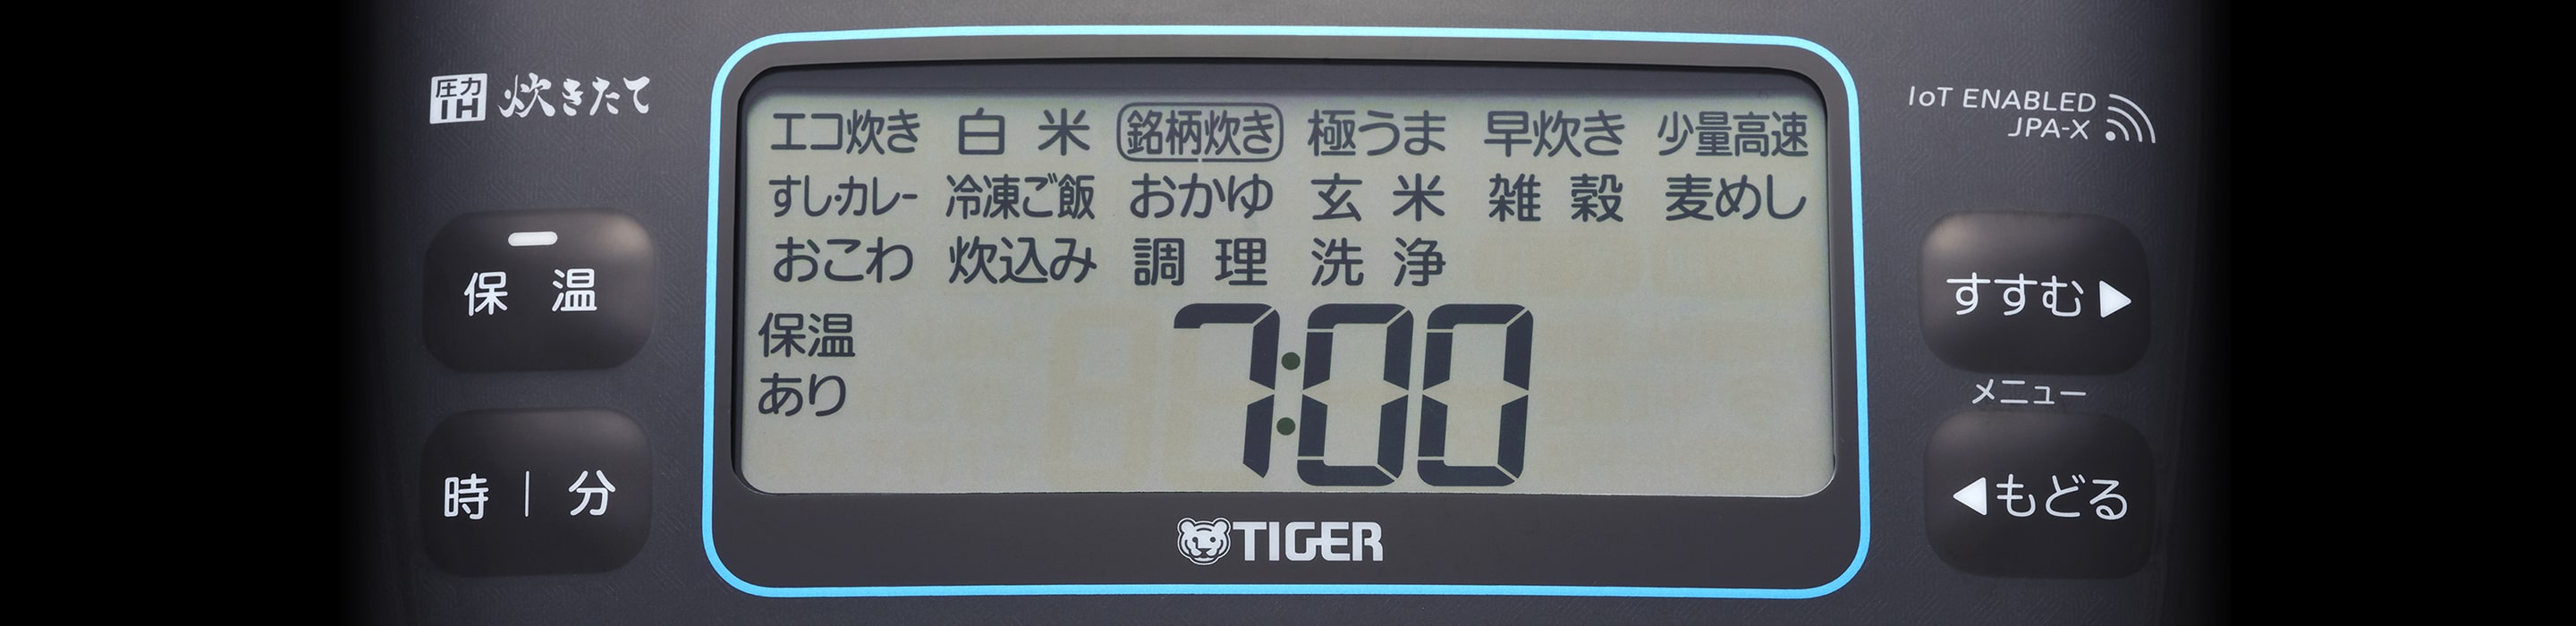 圧力IH 炊きたて
IoT ENABLED
JPA-X
エコ炊き 白米 銘柄炊き 極うま 早炊き 少量高速
すし・カレー 冷凍ご飯 おかゆ 玄米 雑穀 麦めし
おこわ 炊込み 調理 洗浄
保温
あり
7:00
保温
時 | 分
すすむ▶
メニュー
◀もどる
TIGER